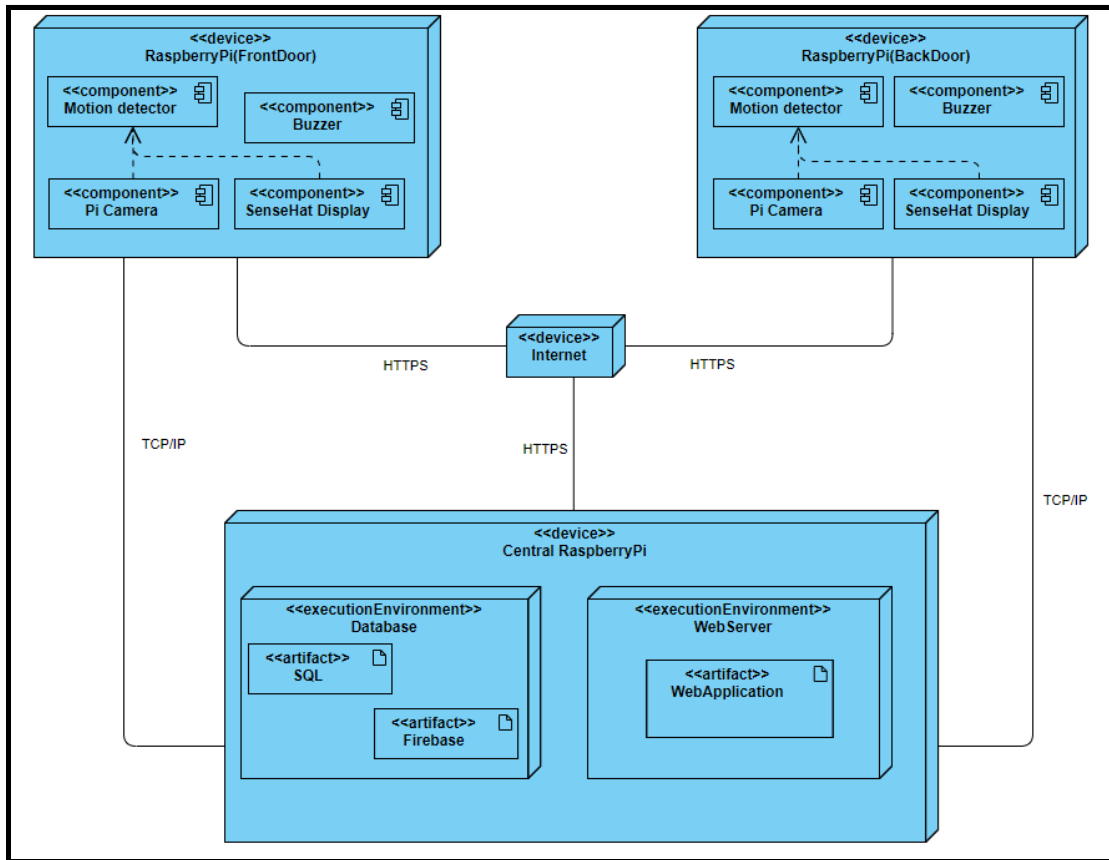 <<device>>
RaspberryPi(FrontDoor)
<<component>>
Motion detector
<<component>>
Buzzer
<<component>>
Pi Camera
<<component>>
SenseHat Display
<<device>>
RaspberryPi(BackDoor)
<<component>>
Motion detector
<<component>>
Buzzer
<<component>>
Pi Camera
<<component>>
SenseHat Display
<<device>>
Internet
HTTPS
HTTPS
TCP/IP
HTTPS
TCP/IP
<<device>>
Central RaspberryPi
<<executionEnvironment>>
Database
<<artifact>>
SQL
<<artifact>>
Firebase
<<executionEnvironment>>
WebServer
<<artifact>>
WebApplication